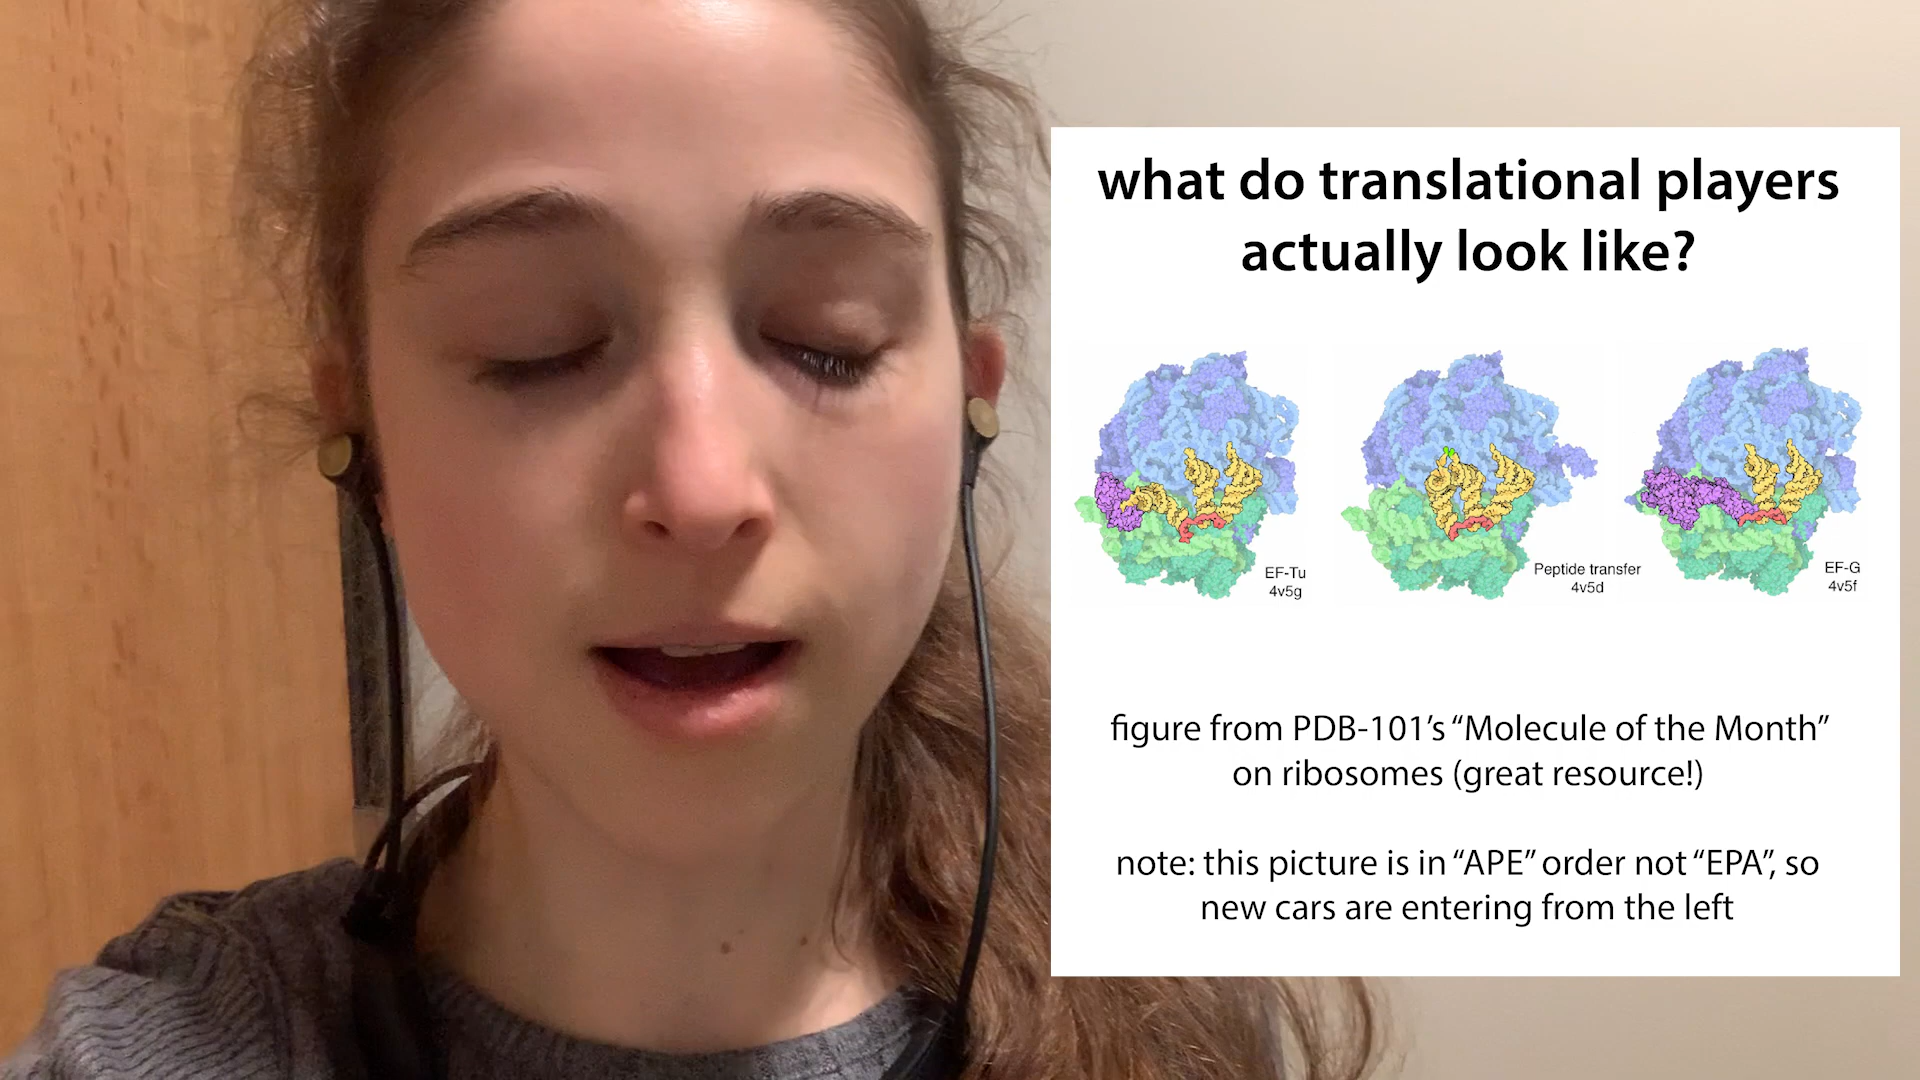 what do translational players
actually look like?
EF-Tu
4v5g
Peptide transfer
4v5d
EF-G
4v5f
figure from PDB-101’s “Molecule of the Month”
on ribosomes (great resource!)
note: this picture is in “APE” order not “EPA”, so
new cars are entering from the left